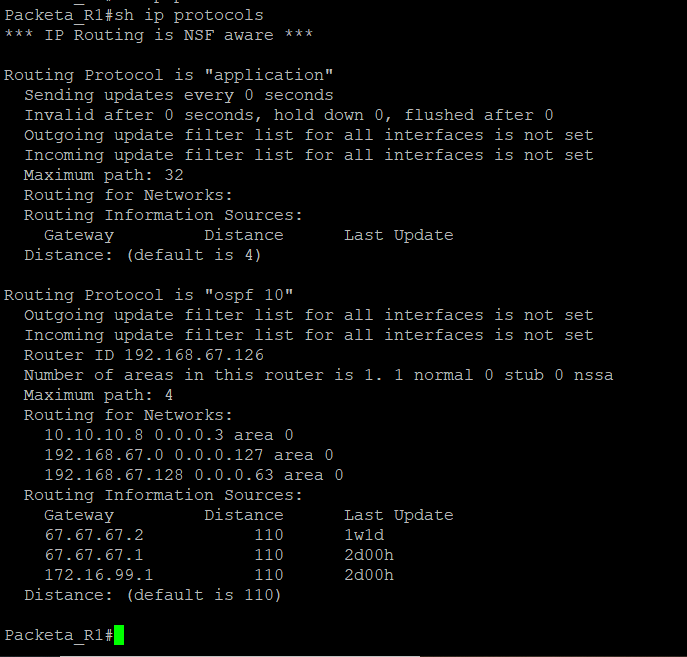 Packeta_R1#sh ip protocols
*** IP Routing is NSF aware ***
Routing Protocol is "application"
Sending updates every 0 seconds
Invalid after 0 seconds, hold down 0, flushed after 0
Outgoing update filter list for all interfaces is not set
Incoming update filter list for all interfaces is not set
Maximum path: 32
Routing for Networks:
Routing Information Sources:
Gateway Distance Last Update
Distance: (default is 4)
Routing Protocol is "ospf 10"
Outgoing update filter list for all interfaces is not set
Incoming update filter list for all interfaces is not set
Router ID 192.168.67.126
Number of areas in this router is 1. 1 normal 0 stub 0 nssa
Maximum path: 4
Routing for Networks:
10.10.10.8 0.0.0.3 area 0
192.168.67.0 0.0.0.127 area 0
192.168.67.128 0.0.0.63 area 0
Routing Information Sources:
Gateway Distance Last Update
67.67.67.2 110 1w1d
67.67.67.1 110 2d00h
172.16.99.1 110 2d00h
Distance: (default is 110)
Packeta_R1#